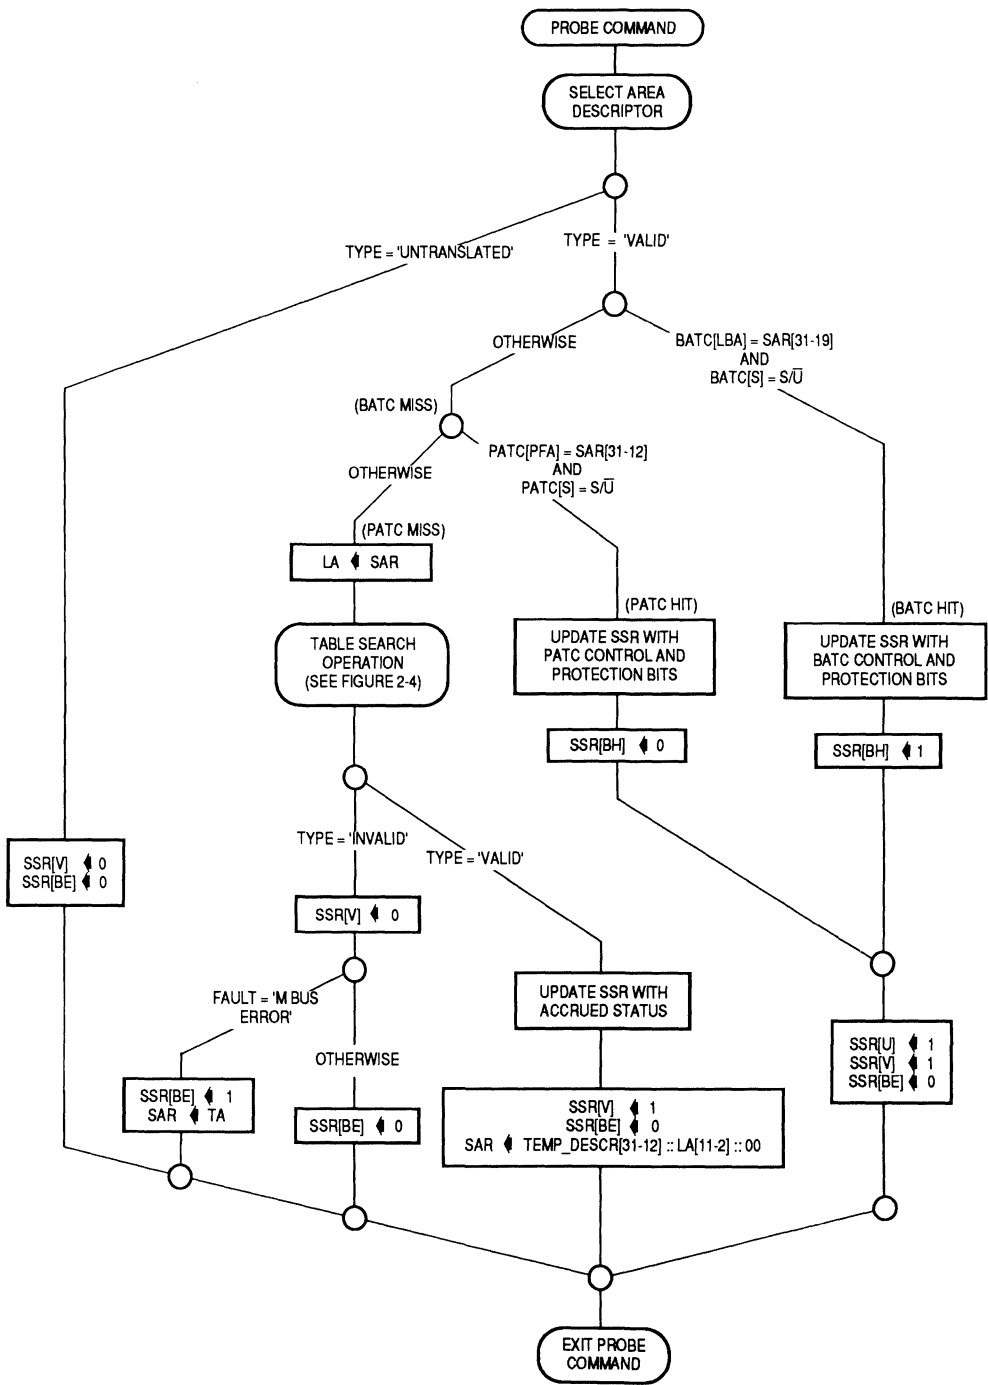 PROBE COMMAND
SELECT AREA
DESCRIPTOR
TYPE = 'UNTRANSLATED'
TYPE = 'VALID'
OTHERWISE
BATC[LBA] = SAR[31-19]
AND
BATC[S] = S/U̅
(BATC MISS)
OTHERWISE
PATC[PFA] = SAR[31-12]
AND
PATC[S] = S/U̅
(PATC MISS)
LA ← SAR
(PATC HIT)
(BATC HIT)
TABLE SEARCH
OPERATION
(SEE FIGURE 2-4)
UPDATE SSR WITH
PATC CONTROL AND
PROTECTION BITS
UPDATE SSR WITH
BATC CONTROL AND
PROTECTION BITS
SSR[BH] ← 0
SSR[BH] ← 1
TYPE = 'INVALID'
TYPE = 'VALID'
SSR[V] ← 0
SSR[BE] ← 0
SSR[V] ← 0
FAULT = 'M BUS
ERROR'
UPDATE SSR WITH
ACCRUED STATUS
OTHERWISE
SSR[U] ← 1
SSR[V] ← 1
SSR[BE] ← 0
SSR[BE] ← 1
SAR ← TA
SSR[BE] ← 0
SSR[V] ← 1
SSR[BE] ← 0
SAR ← TEMP_DESCR[31-12] :: LA[11-2] :: 00
EXIT PROBE
COMMAND